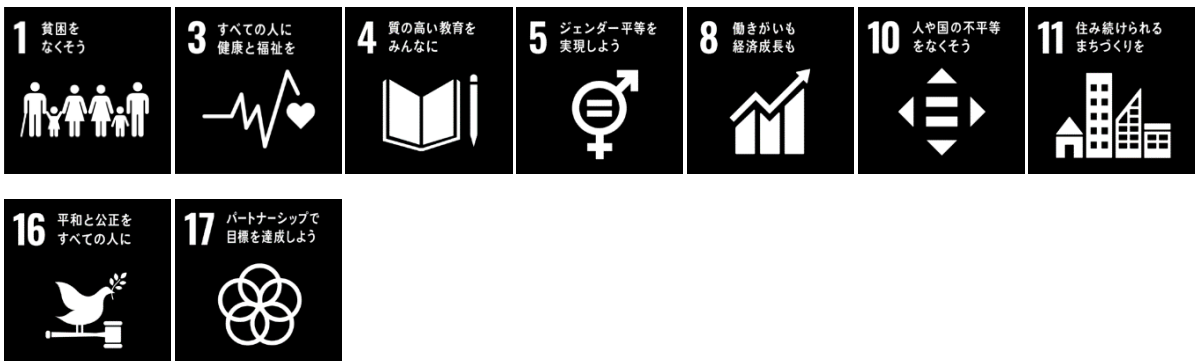 1 貧困を
なくそう
3 すべての人に
健康と福祉を
4 質の高い教育を
みんなに
5 ジェンダー平等を
実現しよう
8 働きがいも
経済成長も
10 人や国の不平等
をなくそう
11 住み続けられる
まちづくりを
16 平和と公正を
すべての人に
17 パートナーシップで
目標を達成しよう